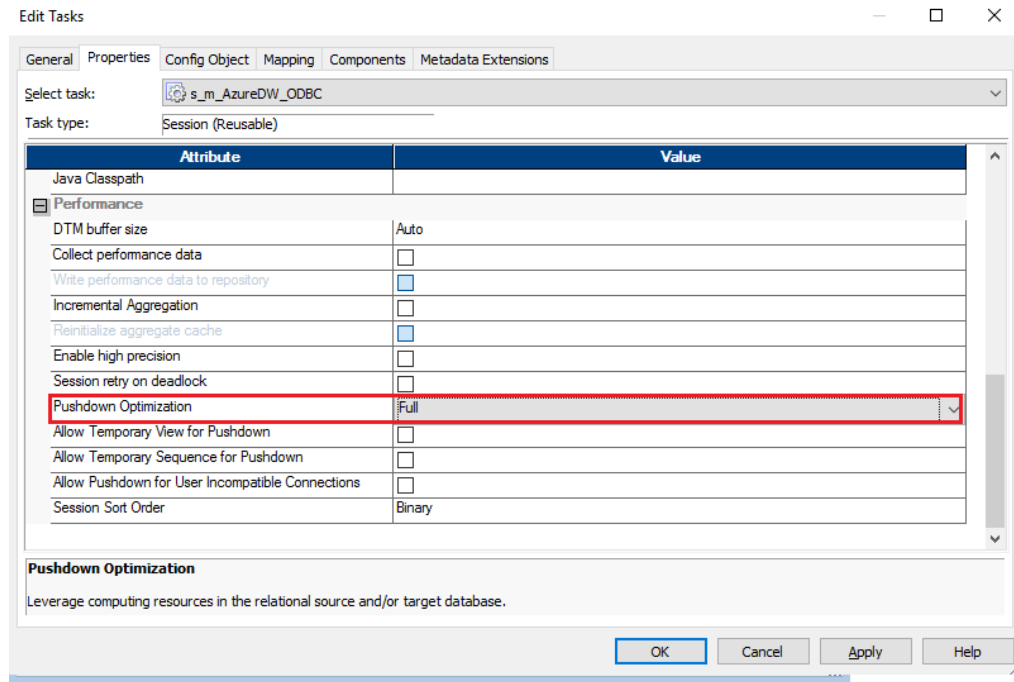 Edit Tasks
General Properties Config Object Mapping Components Metadata Extensions
Select task: s_m_AzureDW_ODBC
Task type: Session (Reusable)
Attribute Value
Java Classpath
Performance
DTM buffer size Auto
Collect performance data
Write performance data to repository
Incremental Aggregation
Reinitialize aggregate cache
Enable high precision
Session retry on deadlock
Pushdown Optimization Full
Allow Temporary View for Pushdown
Allow Temporary Sequence for Pushdown
Allow Pushdown for User Incompatible Connections
Session Sort Order Binary
Pushdown Optimization
Leverage computing resources in the relational source and/or target database.
OK Cancel Apply Help